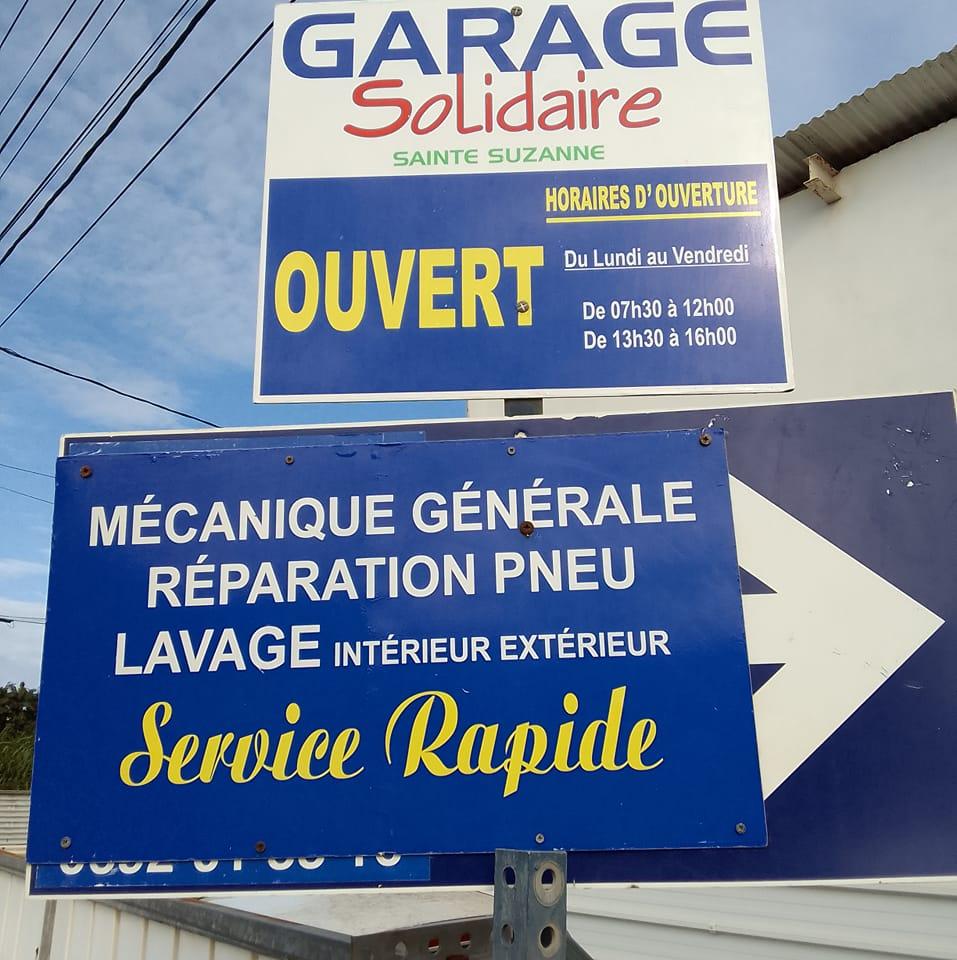 GARAGE
Solidaire
SAINTE SUZANNE
HORAIRES D' OUVERTURE
OUVERT
Du Lundi au Vendredi
De 07h30 à 12h00
De 13h30 à 16h00
MÉCANIQUE GÉNÉRALE
RÉPARATION PNEU
LAVAGE INTÉRIEUR EXTÉRIEUR
Service Rapide